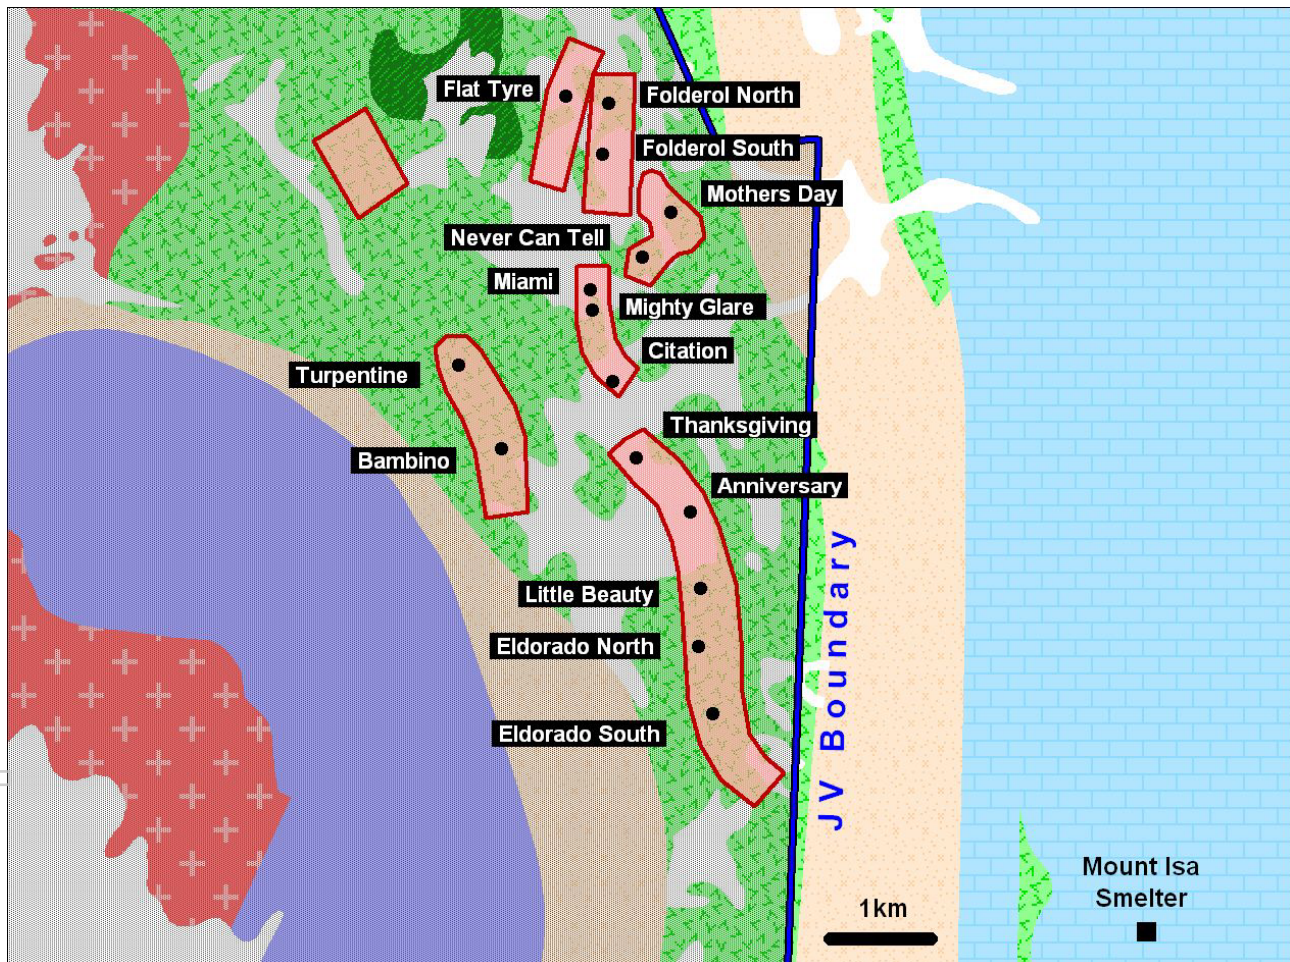 Flat Tyre
Folderol North
Folderol South
Mothers Day
Never Can Tell
Miami
Mighty Glare
Citation
Turpentine
Thanksgiving
Bambino
Anniversary
Little Beauty
Eldorado North
Eldorado South
JV Boundary
Mount Isa
Smelter
1km